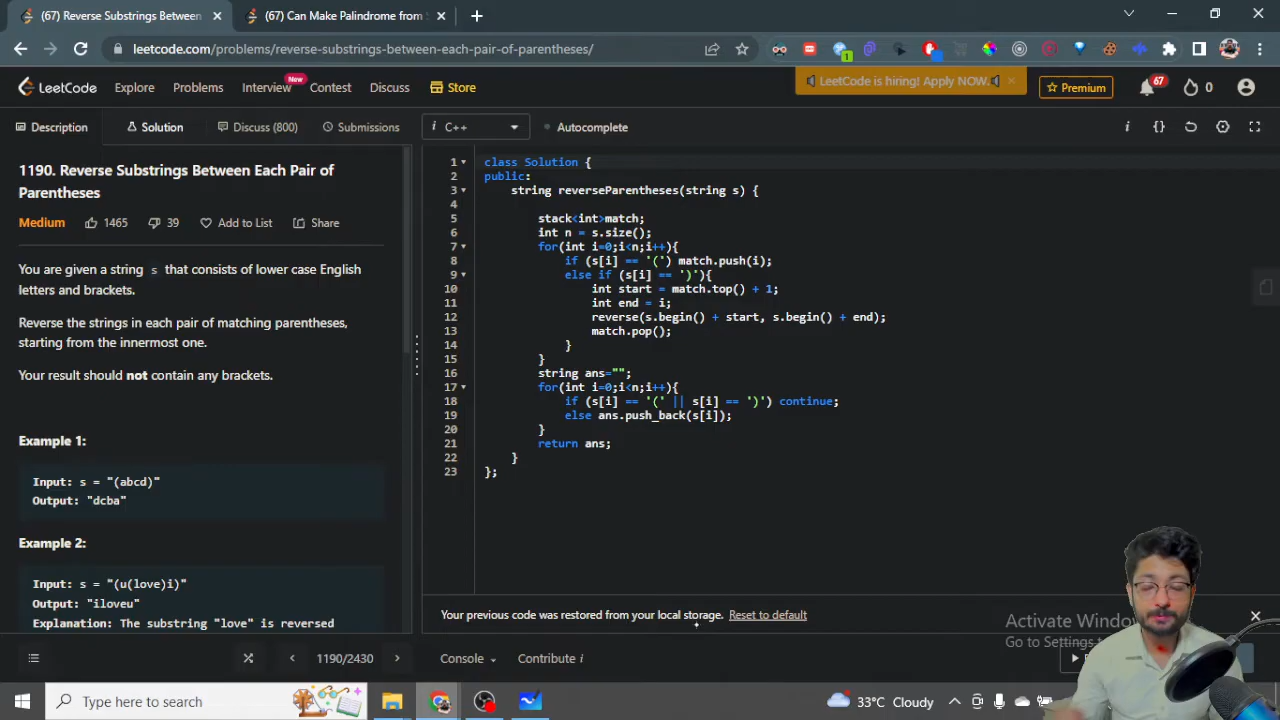 (67) Reverse Substrings Between
(67) Can Make Palindrome from
leetcode.com/problems/reverse-substrings-between-each-pair-of-parentheses/
1
LeetCode
Explore
Problems
Interview
New
Contest
Discuss
Store
LeetCode is hiring! Apply NOW.
Premium
67
0
Description
Solution
Discuss (800)
Submissions
C++
Autocomplete
1190. Reverse Substrings Between Each Pair of
Parentheses
Medium
1465
39
Add to List
Share
You are given a string s that consists of lower case English
letters and brackets.
Reverse the strings in each pair of matching parentheses,
starting from the innermost one.
Your result should not contain any brackets.
Example 1:
Input: s = "(abcd)"
Output: "dcba"
Example 2:
Input: s = "(u(love)i)"
Output: "iloveu"
Explanation: The substring "love" is reversed
1 class Solution {
2 public:
3 string reverseParentheses(string s) {
4
5 stack<int>match;
6 int n = s.size();
7 for(int i=0;i<n;i++){
8 if (s[i] == '(') match.push(i);
9 else if (s[i] == ')'){
10 int start = match.top() + 1;
11 int end = i;
12 reverse(s.begin() + start, s.begin() + end);
13 match.pop();
14 }
15 }
16 string ans="";
17 for(int i=0;i<n;i++){
18 if (s[i] == '(' || s[i] == ')') continue;
19 else ans.push_back(s[i]);
20 }
21 return ans;
22 }
23 };
Your previous code was restored from your local storage. Reset to default
Activate Window
Go to Settings
1190/2430
Console
Contribute i
Type here to search
33°C Cloudy